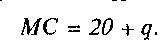 MC = 20 + q.